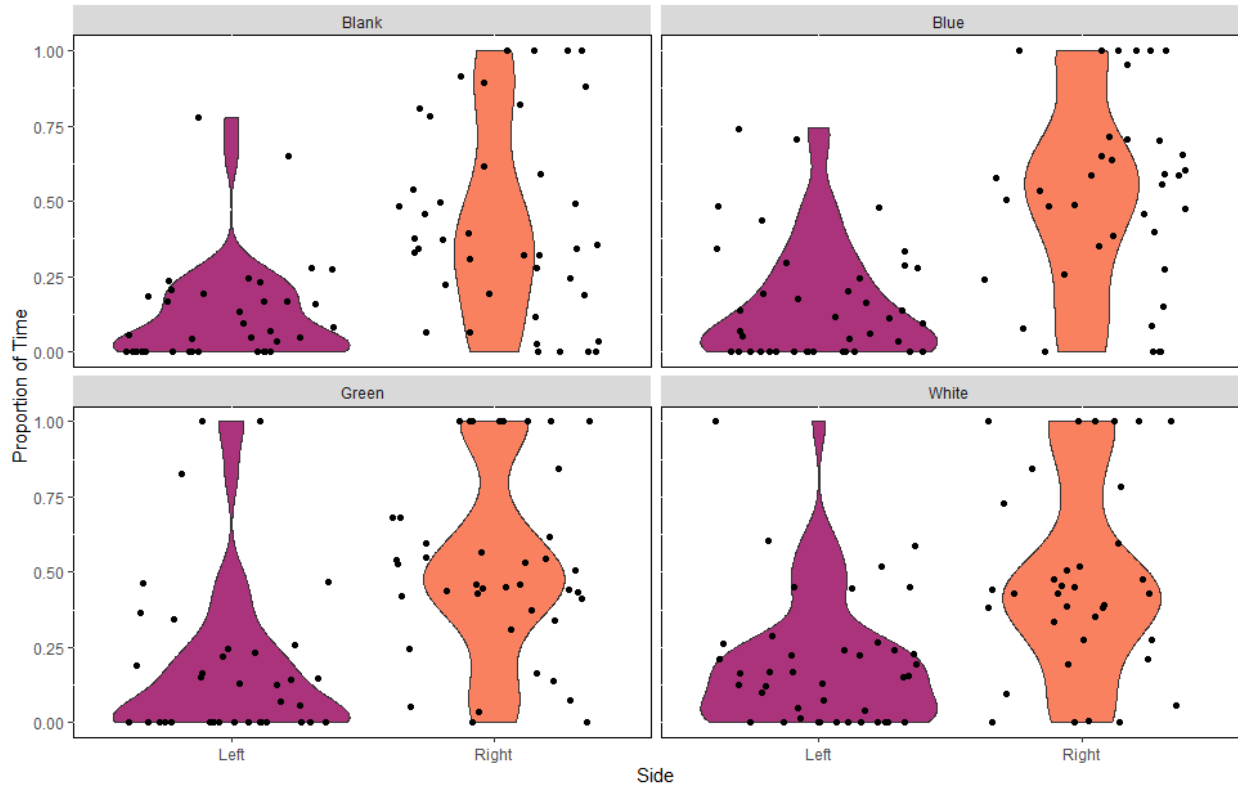 Blank
Blue
1.00
0.75
0.50
0.25
0.00
Green
White
1.00
0.75
0.50
0.25
0.00
Proportion of Time
Left
Right
Left
Right
Side